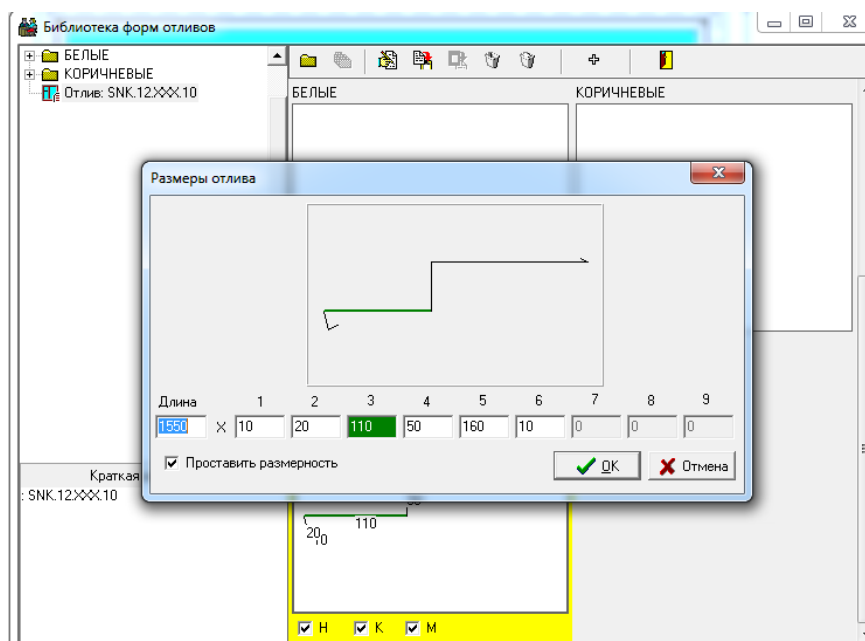 Библиотека форм отливов
БЕЛЫЕ
КОРИЧНЕВЫЕ
Отлив: SNK.12.XXX.10
БЕЛЫЕ
КОРИЧНЕВЫЕ
Размеры отлива
Длина 1 2 3 4 5 6 7 8 9
1550 X 10 20 110 50 160 10 0 0 0
Проставить размерность
OK
Отмена
Краткая
: SNK.12.XXX.10
110
20
Н К М